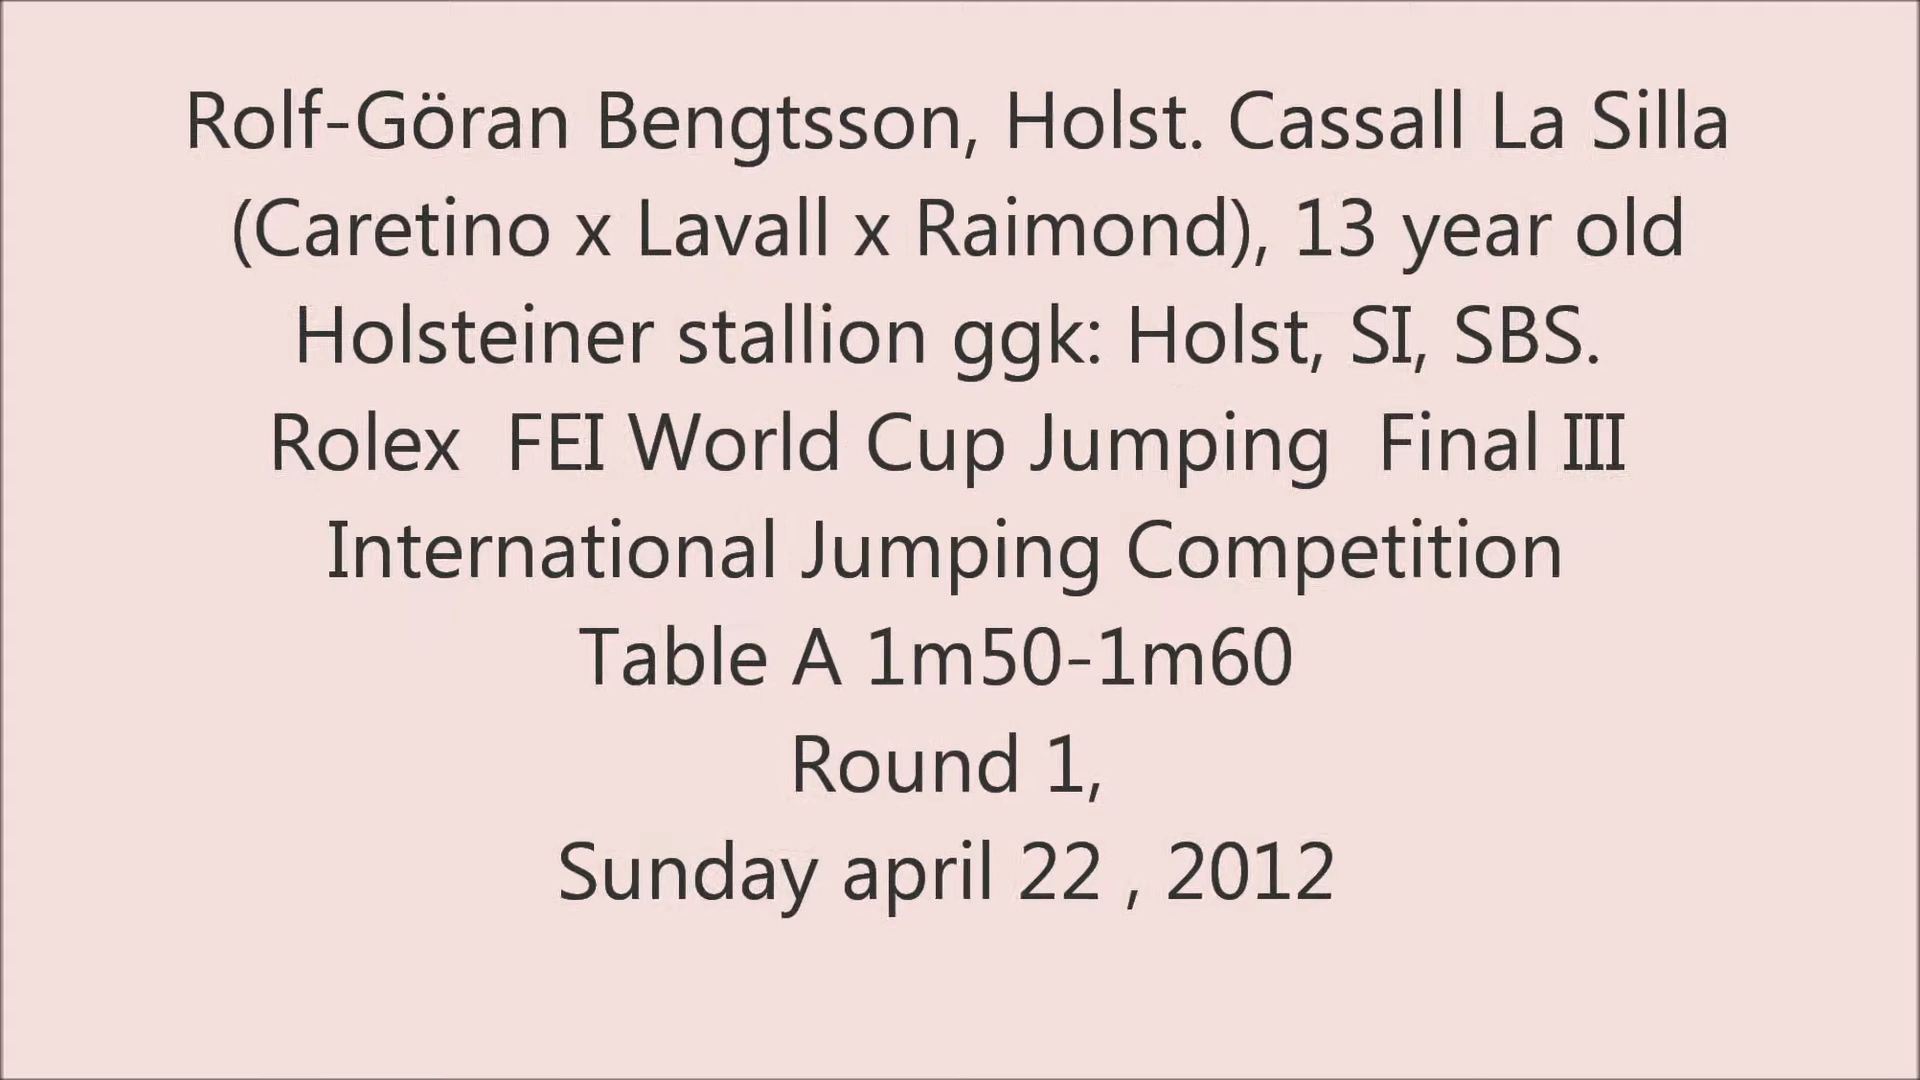 Rolf-Göran Bengtsson, Holst. Cassall La Silla
(Caretino x Lavall x Raimond), 13 year old
Holsteiner stallion ggk: Holst, SI, SBS.
Rolex  FEI World Cup Jumping  Final III
International Jumping Competition
Table A 1m50-1m60
Round 1,
Sunday april 22 , 2012